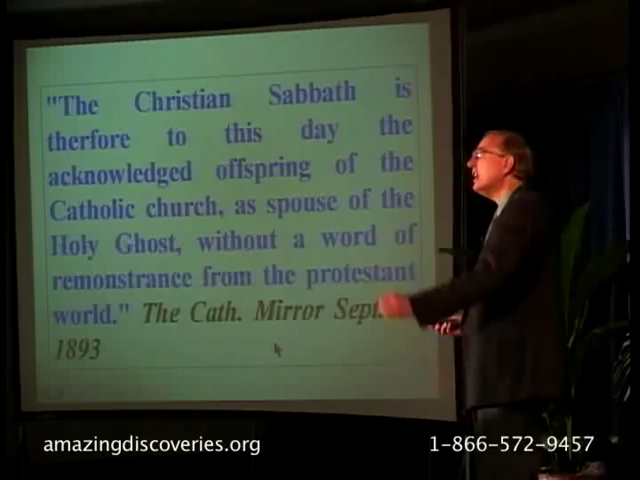 "The Christian Sabbath is
therfore to this day the
acknowledged offspring of the
Catholic church, as spouse of the
Holy Ghost, without a word of
remonstrance from the protestant
world." The Cath. Mirror Sept.
1893
amazingdiscoveries.org 1-866-572-9457